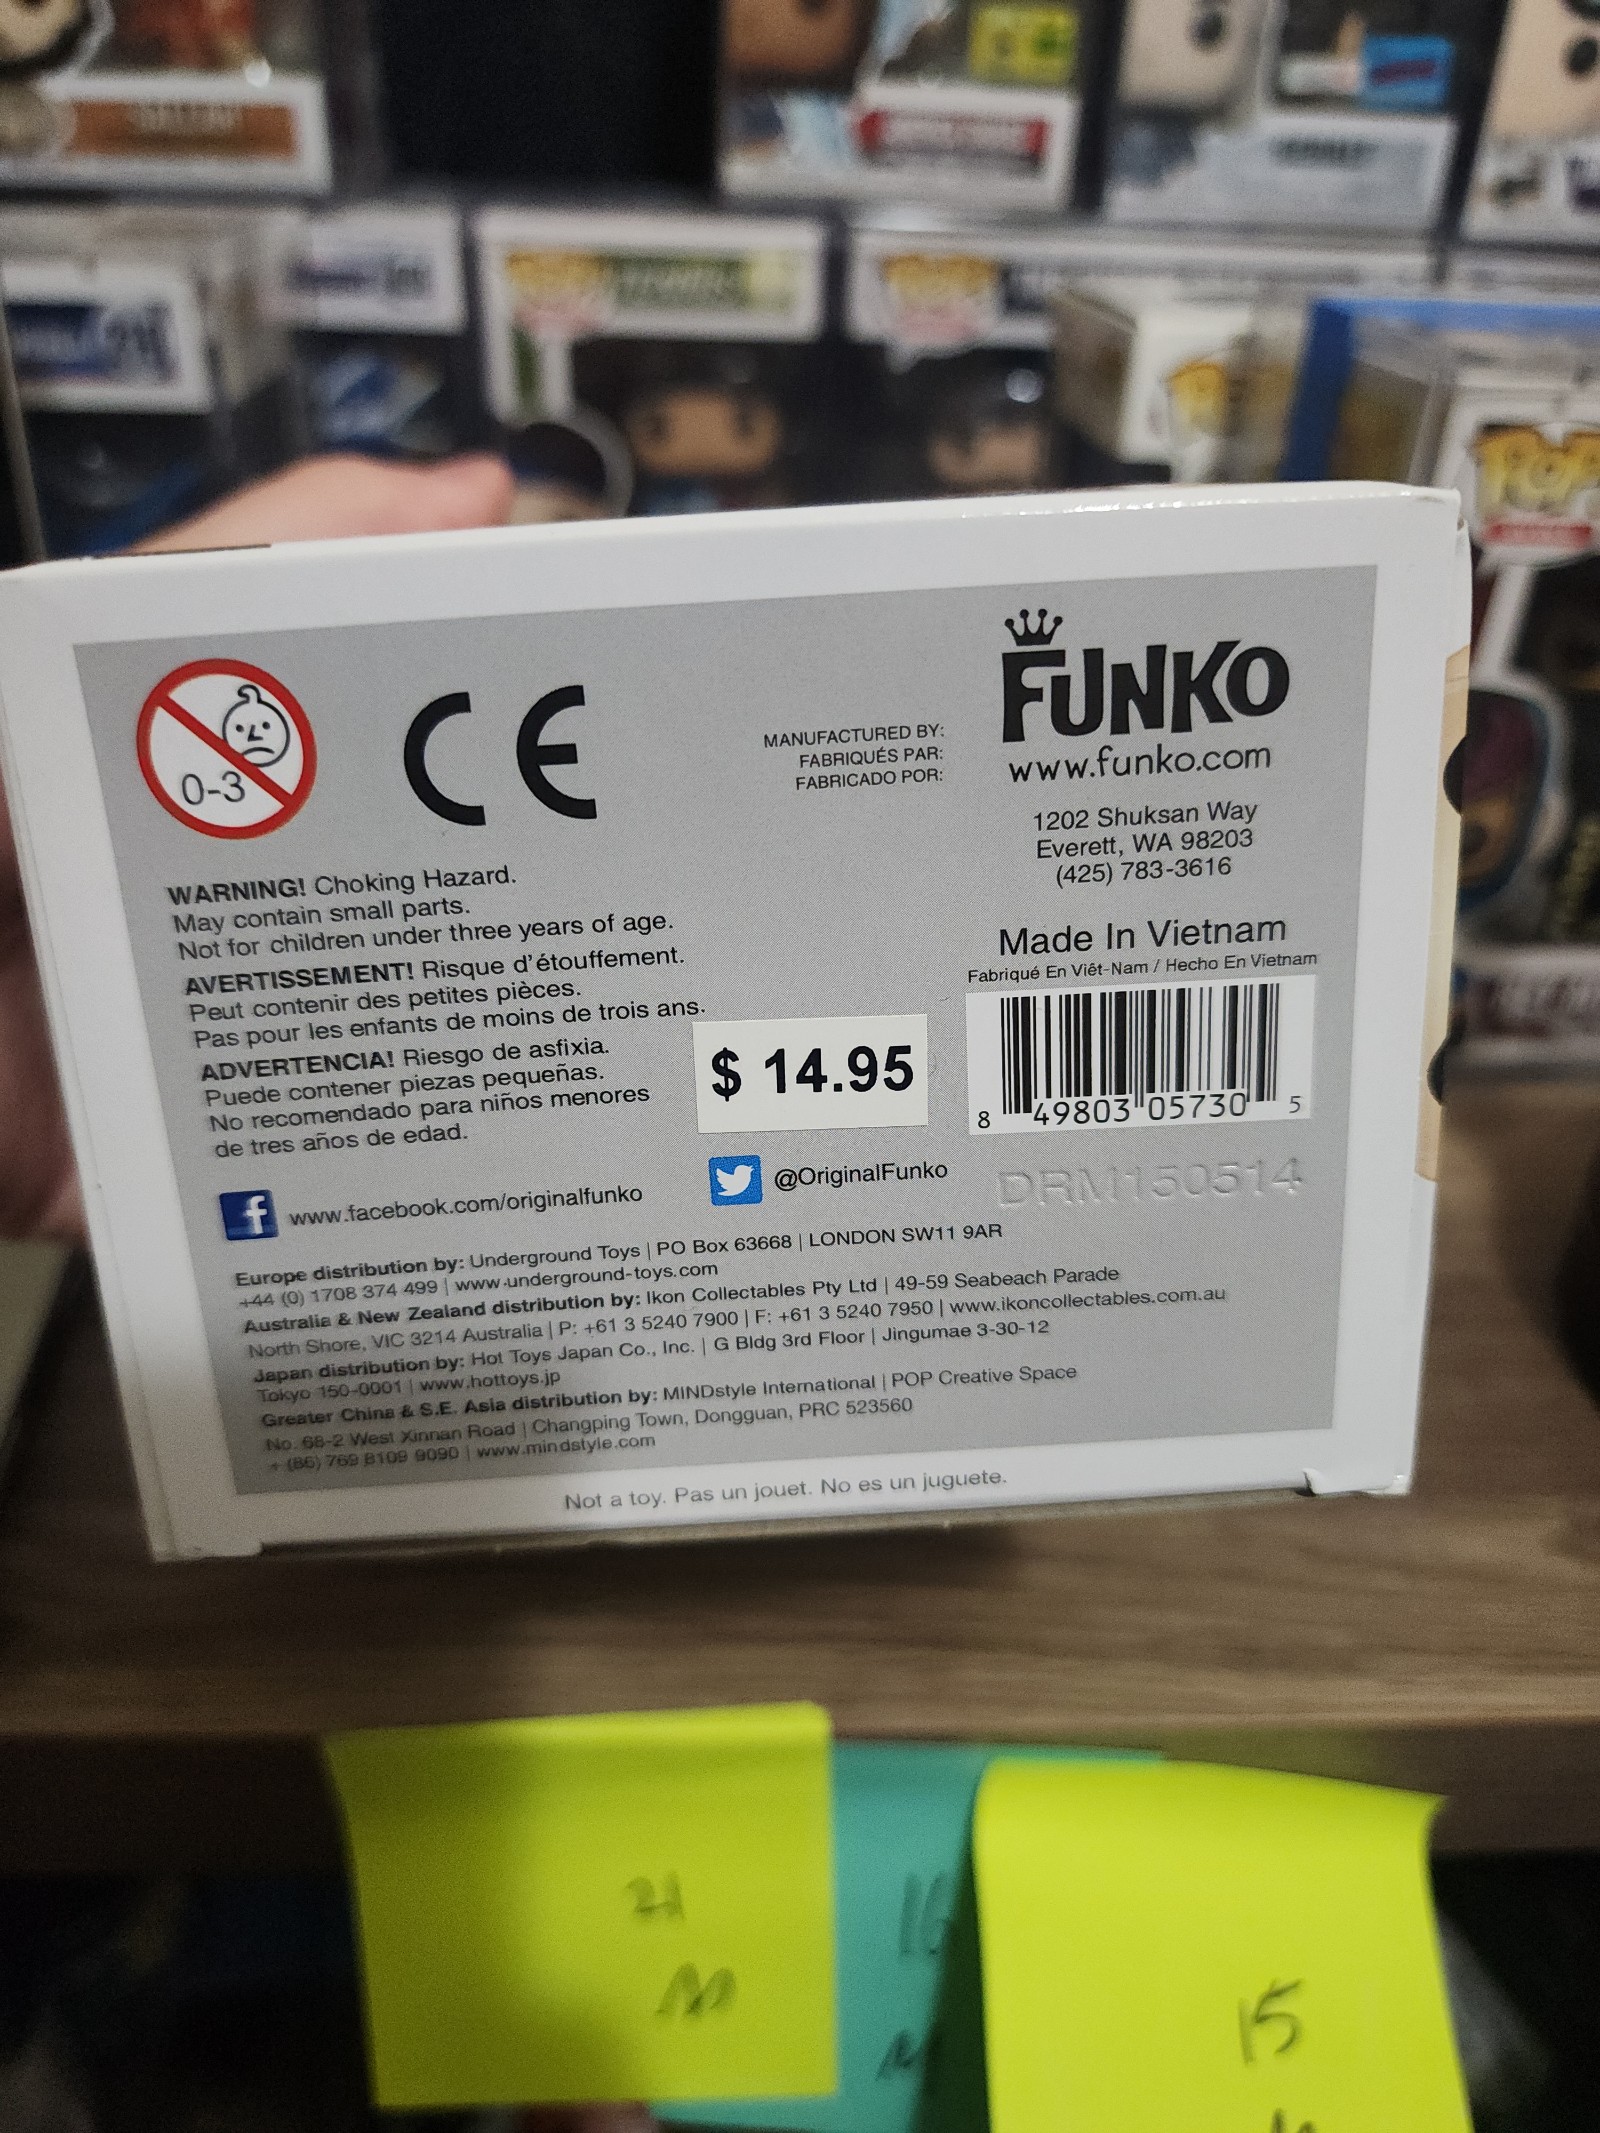 POP
0-3
CE
MANUFACTURED BY:
FABRIQUÉS PAR:
FABRICADO POR:
FUNKO
www.funko.com
1202 Shuksan Way
Everett, WA 98203
(425) 783-3616
WARNING! Choking Hazard.
May contain small parts.
Not for children under three years of age.
AVERTISSEMENT! Risque d'étouffement.
Peut contenir des petites pièces.
Pas pour les enfants de moins de trois ans.
ADVERTENCIA! Riesgo de asfixia.
Puede contener piezas pequeñas.
No recomendado para niños menores
de tres años de edad.
Made In Vietnam
Fabriqué En Viêt-Nam / Hecho En Vietnam
$ 14.95
8 49803 05730 5
www.facebook.com/originalfunko
@OriginalFunko
DRM150514
Europe distribution by: Underground Toys | PO Box 63668 | LONDON SW11 9AR
+44 (0) 1708 374 499 | www.underground-toys.com
Australia & New Zealand distribution by: Ikon Collectables Pty Ltd | 49-59 Seabeach Parade
North Shore, VIC 3214 Australia | P: +61 3 5240 7900 | F: +61 3 5240 7950 | www.ikoncollectables.com.au
Japan distribution by: Hot Toys Japan Co., Inc. | G Bldg 3rd Floor | Jingumae 3-30-12
Tokyo 150-0001 | www.hottoys.jp
Greater China & S.E. Asia distribution by: MINDstyle International | POP Creative Space
No. 68-2 West Xinnan Road | Changping Town, Dongguan, PRC 523560
+ (86) 769 8109 9090 | www.mindstyle.com
Not a toy. Pas un jouet. No es un juguete.
21
16
15